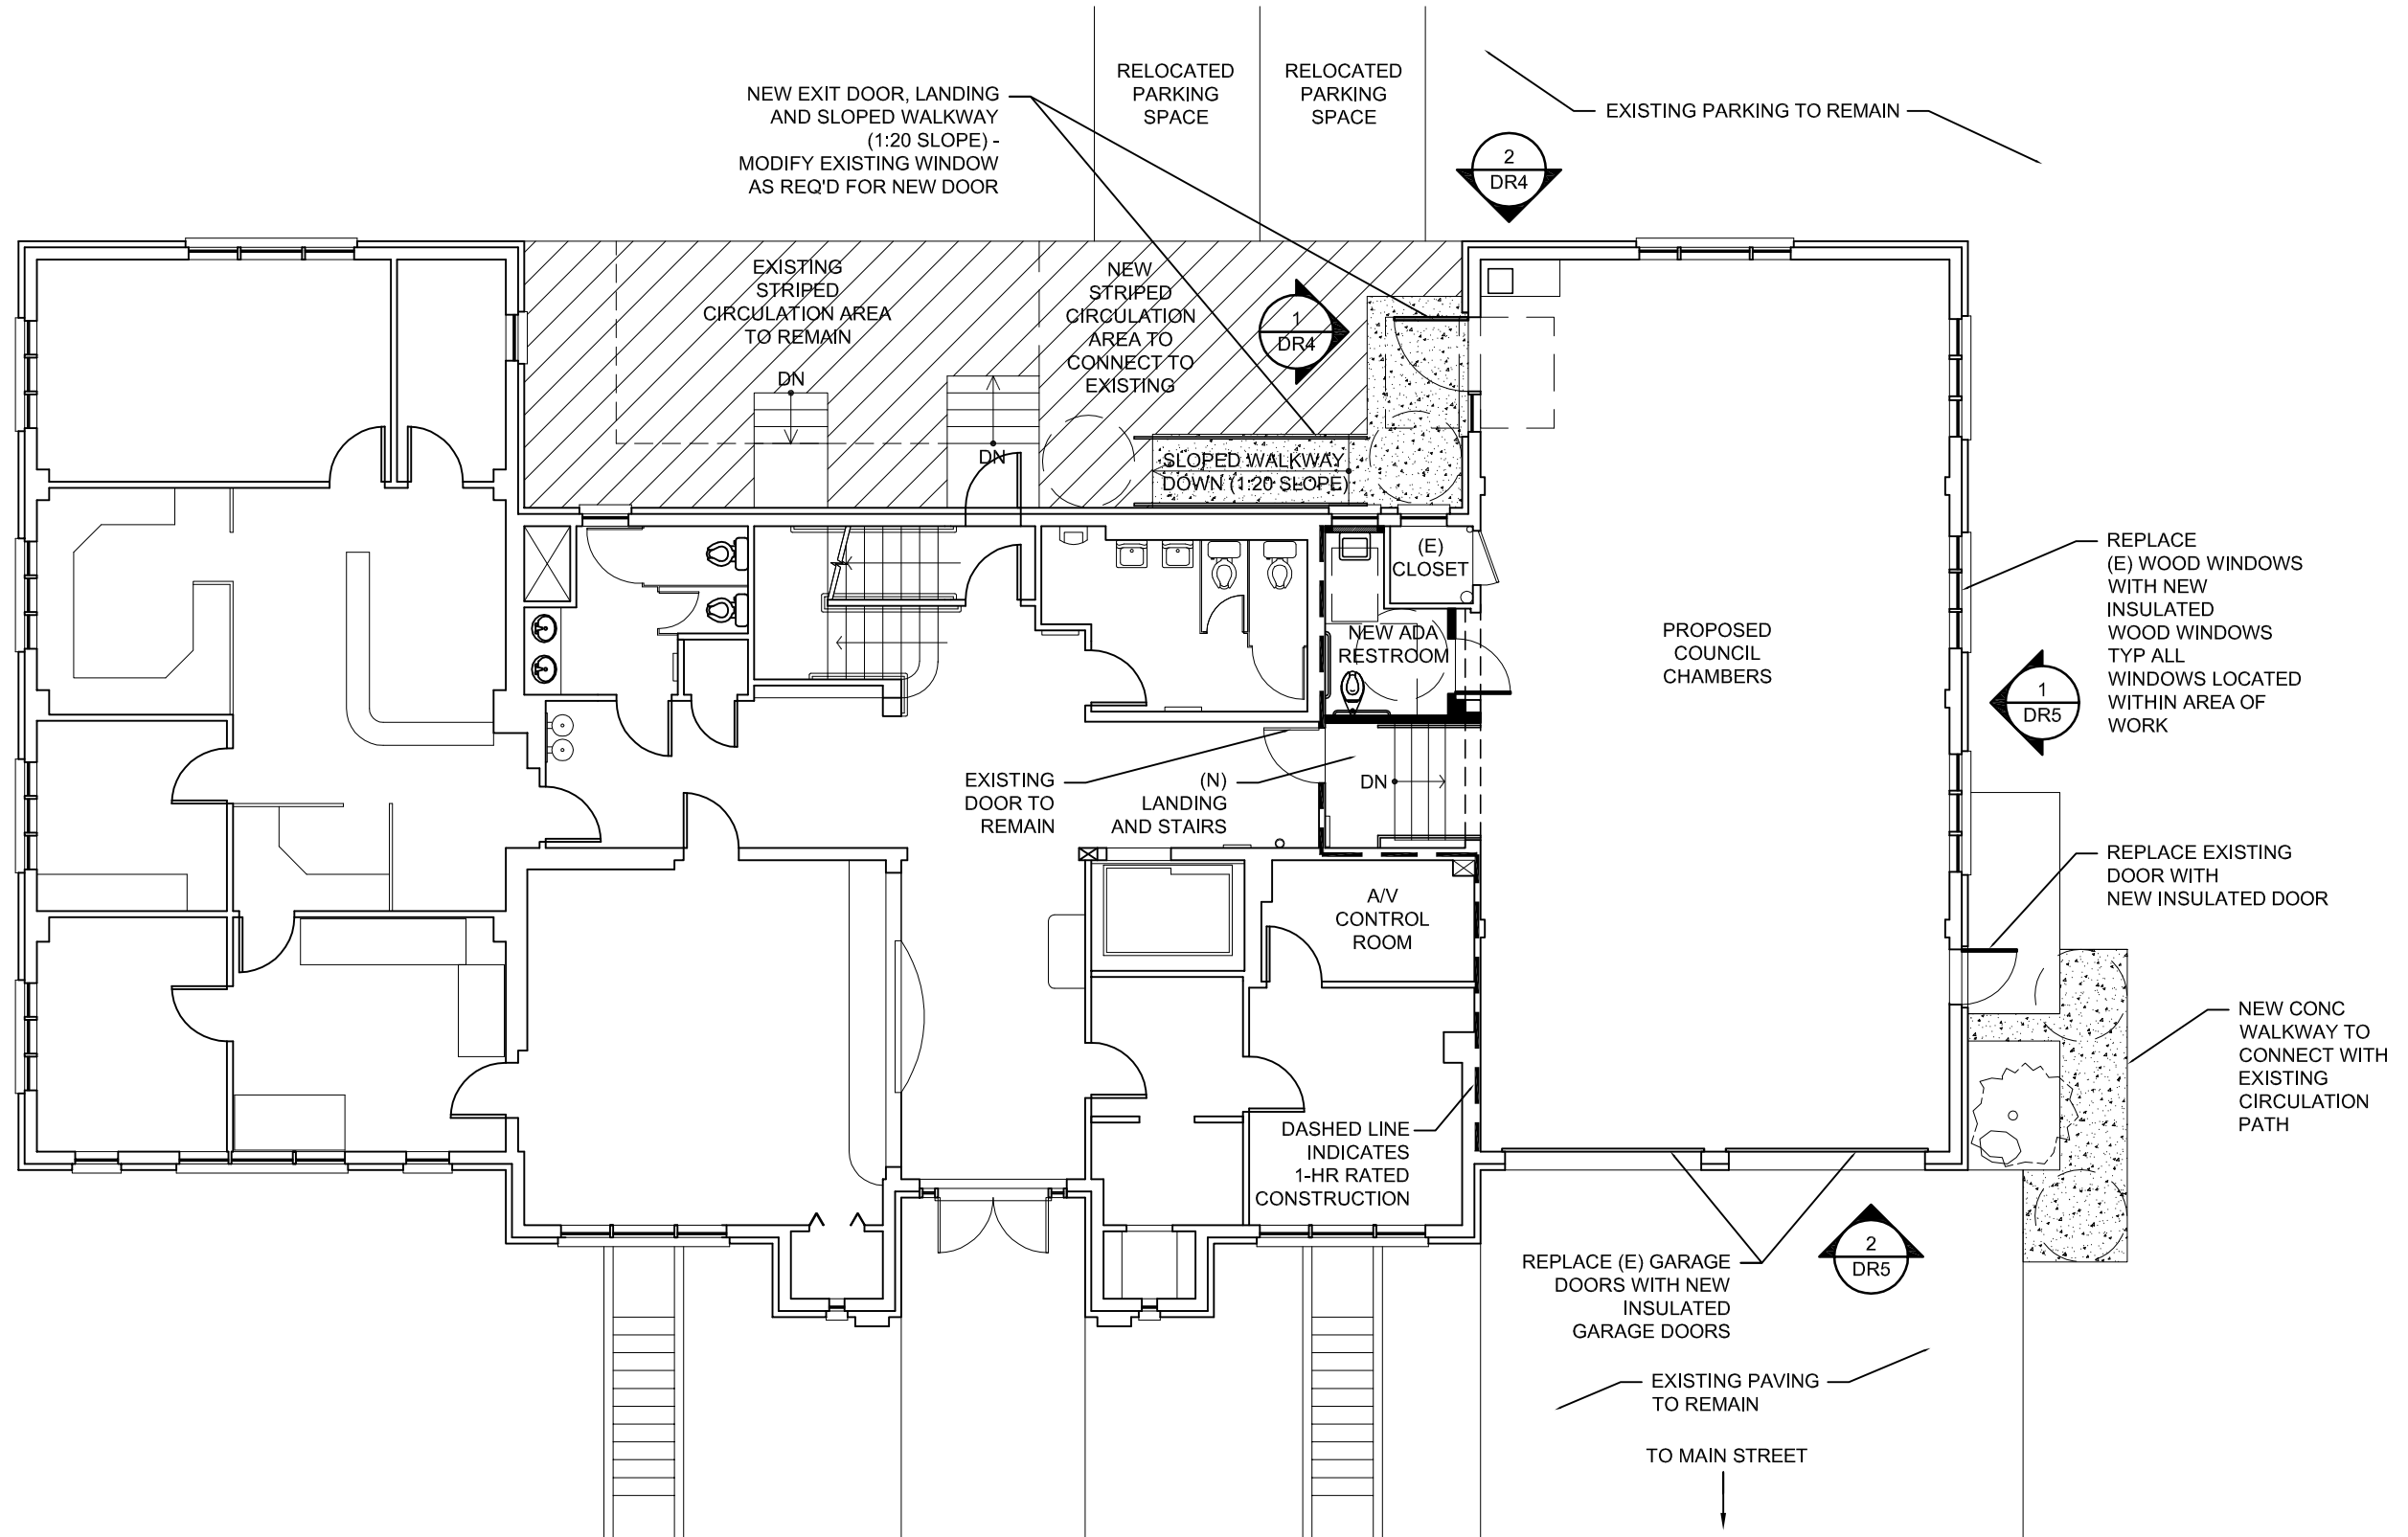 RELOCATED
PARKING
SPACE
RELOCATED
PARKING
SPACE
NEW EXIT DOOR, LANDING
AND SLOPED WALKWAY
(1:20 SLOPE) -
MODIFY EXISTING WINDOW
AS REQ'D FOR NEW DOOR
EXISTING PARKING TO REMAIN
2
DR4
EXISTING
STRIPED
CIRCULATION AREA
TO REMAIN
NEW
STRIPED
CIRCULATION
AREA TO
CONNECT TO
EXISTING
1
DR4
DN
DN
SLOPED WALKWAY
DOWN (1:20 SLOPE)
(E)
CLOSET
NEW ADA
RESTROOM
PROPOSED
COUNCIL
CHAMBERS
REPLACE
(E) WOOD WINDOWS
WITH NEW
INSULATED
WOOD WINDOWS
TYP ALL
WINDOWS LOCATED
WITHIN AREA OF
WORK
1
DR5
EXISTING
DOOR TO
REMAIN
(N)
LANDING
AND STAIRS
DN
REPLACE EXISTING
DOOR WITH
NEW INSULATED DOOR
A/V
CONTROL
ROOM
NEW CONC
WALKWAY TO
CONNECT WITH
EXISTING
CIRCULATION
PATH
DASHED LINE
INDICATES
1-HR RATED
CONSTRUCTION
REPLACE (E) GARAGE
DOORS WITH NEW
INSULATED
GARAGE DOORS
2
DR5
EXISTING PAVING
TO REMAIN
TO MAIN STREET